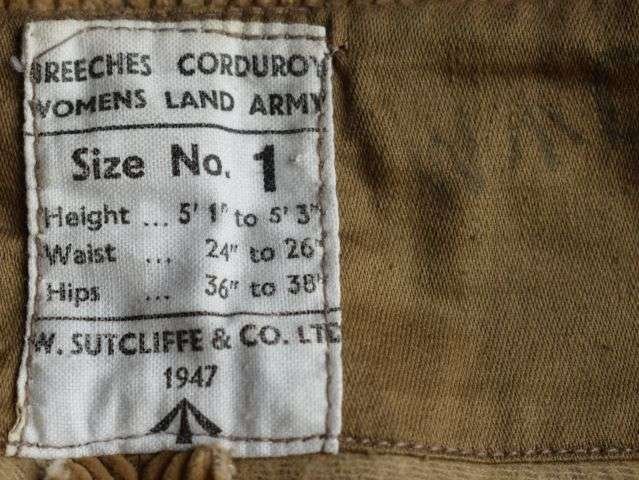 BREECHES CORDUROY
WOMENS LAND ARMY
Size No. 1
Height ... 5' 1" to 5' 3"
Waist ... 24" to 26"
Hips ... 36" to 38"
W. SUTCLIFFE & CO. LTD
1947